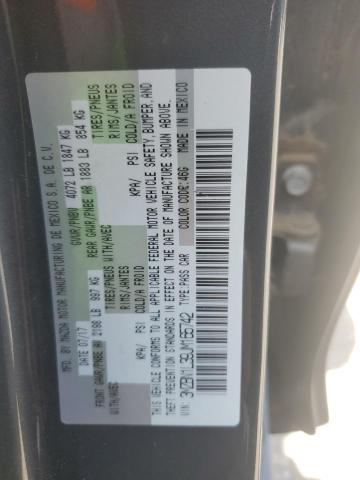 MFD BY MAZDA MOTOR MANUFACTURING DE MEXICO S.A. DE C.V.
DATE 07/17 GVWR/PNBV 4072 LB 1847 KG
FRONT GAWR/PNBE AV 2198 LB 997 KG REAR GAWR/PNBE AR 1883 LB 854 KG
WITH/AVEC TIRES/PNEUS WITH/AVEC TIRES/PNEUS
RIMS/JANTES RIMS/JANTES
KPA/ PSI COLD/A FROID KPA/ PSI COLD/A FROID
THIS VEHICLE CONFORMS TO ALL APPLICABLE FEDERAL MOTOR VEHICLE SAFETY, BUMPER, AND
THEFT PREVENTION STANDARDS IN EFFECT ON THE DATE OF MANUFACTURE SHOWN ABOVE.
TYPE:PASS CAR COLOR CODE:46G MADE IN MEXICO